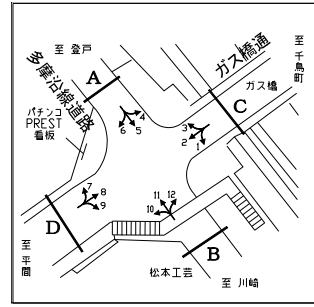 至 登戸
多摩沿線道路
A
ガス橋通
至 千鳥町
ガス橋
C
パチンコ
PREST
看板
4
6
5
3
2
1
7
8
9
11
12
10
D
至 平間
B
松本工芸
至 川崎